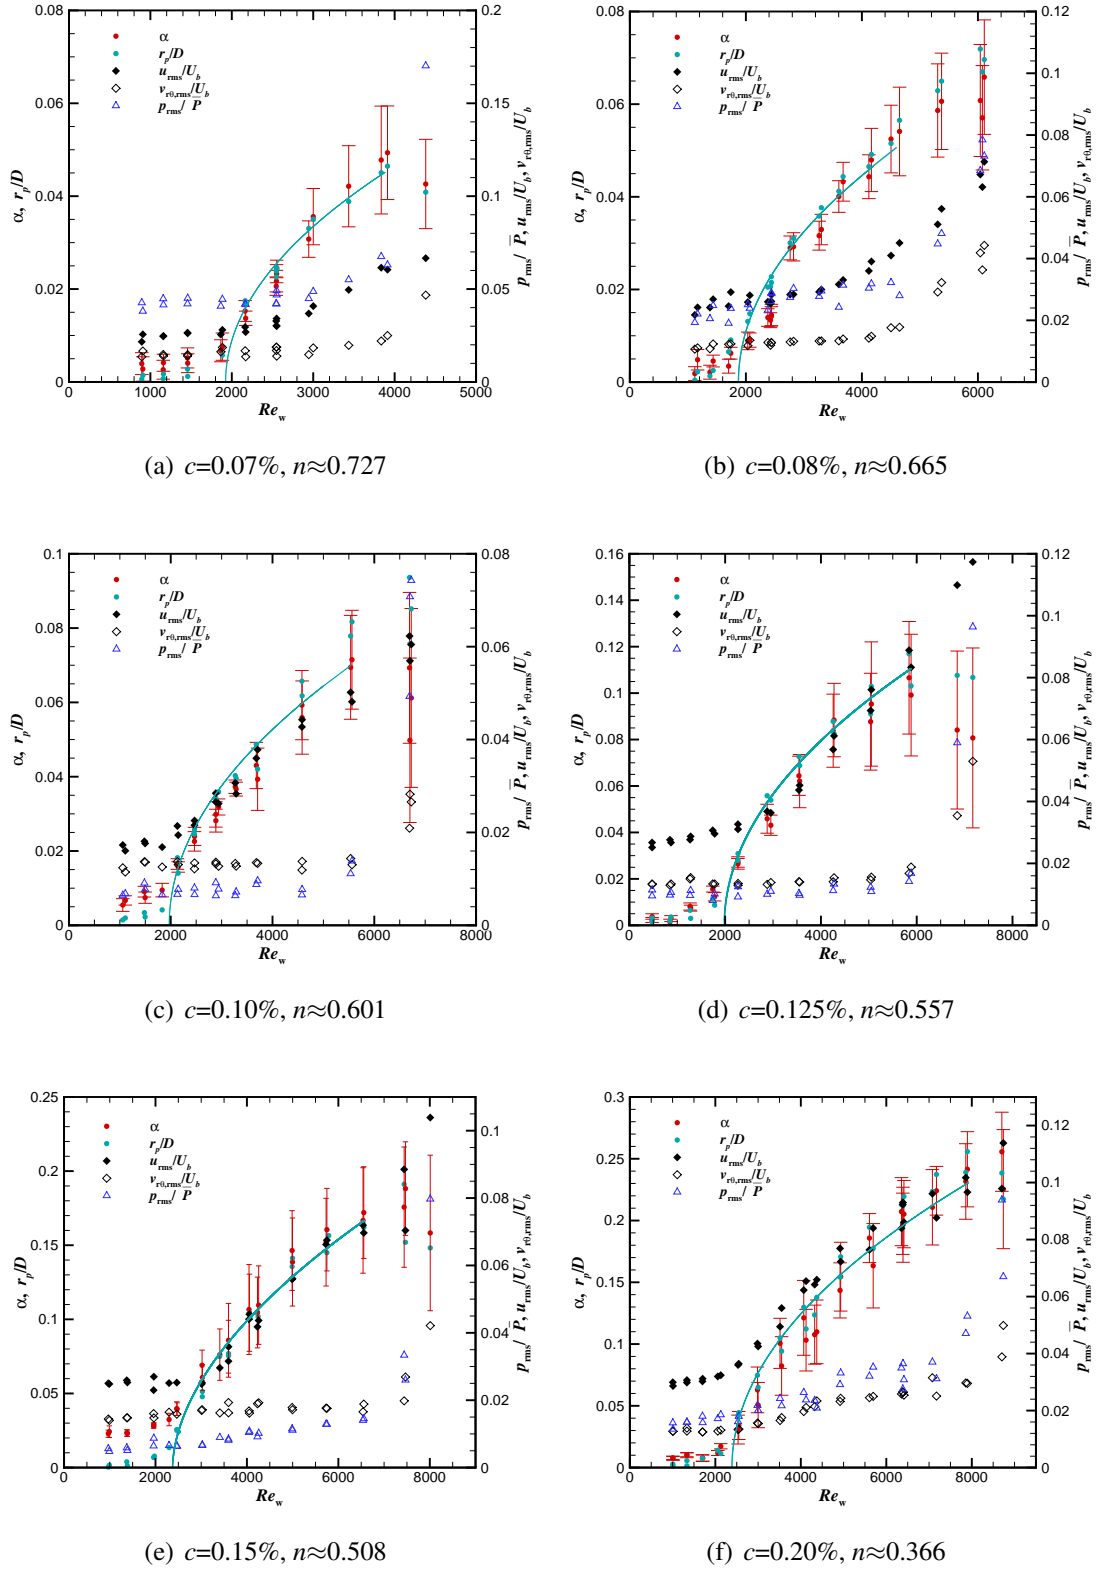 0.08
0.06
0.04
0.02
0
α, r_p/D
0.2
0.15
0.1
0.05
0
p_rms/P̅, u_rms/U_b, v_rθ,rms/U_b
α
r_p/D
u_rms/U_b
v_rθ,rms/U_b
p_rms/P̅
0 1000 2000 3000 4000 5000
Re_w
(a) c=0.07%, n≈0.727
0.08
0.06
0.04
0.02
0
α, r_p/D
0.12
0.1
0.08
0.06
0.04
0.02
0
p_rms/P̅, u_rms/U_b, v_rθ,rms/U_b
α
r_p/D
u_rms/U_b
v_rθ,rms/U_b
p_rms/P̅
0 2000 4000 6000
Re_w
(b) c=0.08%, n≈0.665
0.1
0.08
0.06
0.04
0.02
0
α, r_p/D
0.08
0.06
0.04
0.02
0
p_rms/P̅, u_rms/U_b, v_rθ,rms/U_b
α
r_p/D
u_rms/U_b
v_rθ,rms/U_b
p_rms/P̅
0 2000 4000 6000 8000
Re_w
(c) c=0.10%, n≈0.601
0.16
0.14
0.12
0.1
0.08
0.06
0.04
0.02
0
α, r_p/D
0.12
0.1
0.08
0.06
0.04
0.02
0
p_rms/P̅, u_rms/U_b, v_rθ,rms/U_b
α
r_p/D
u_rms/U_b
v_rθ,rms/U_b
p_rms/P̅
0 2000 4000 6000 8000
Re_w
(d) c=0.125%, n≈0.557
0.25
0.2
0.15
0.1
0.05
0
α, r_p/D
0.1
0.08
0.06
0.04
0.02
0
p_rms/P̅, u_rms/U_b, v_rθ,rms/U_b
α
r_p/D
u_rms/U_b
v_rθ,rms/U_b
p_rms/P̅
0 2000 4000 6000 8000
Re_w
(e) c=0.15%, n≈0.508
0.3
0.25
0.2
0.15
0.1
0.05
0
α, r_p/D
0.12
0.1
0.08
0.06
0.04
0.02
0
p_rms/P̅, u_rms/U_b, v_rθ,rms/U_b
α
r_p/D
u_rms/U_b
v_rθ,rms/U_b
p_rms/P̅
0 2000 4000 6000 8000
Re_w
(f) c=0.20%, n≈0.366